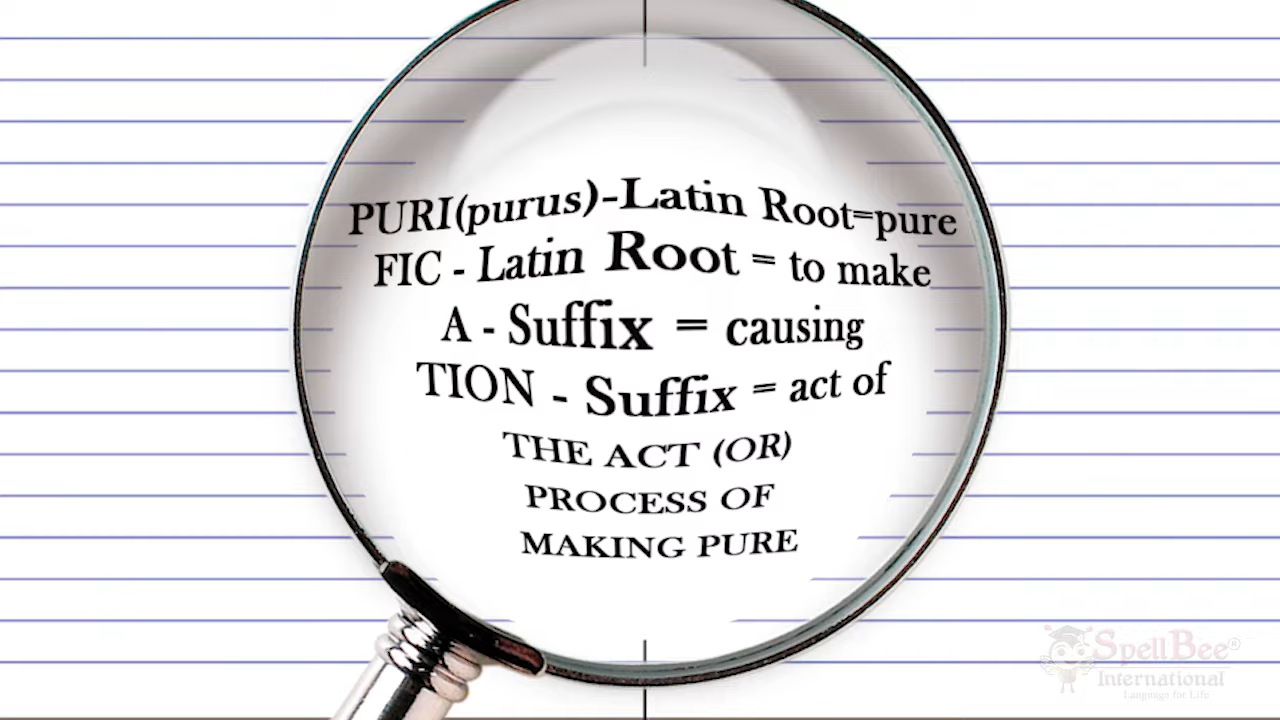 PURI(purus)-Latin Root=pure
FIC - Latin Root = to make
A - Suffix = causing
TION - Suffix = act of
THE ACT (OR)
PROCESS OF
MAKING PURE
SpellBee®
International
Language for Life